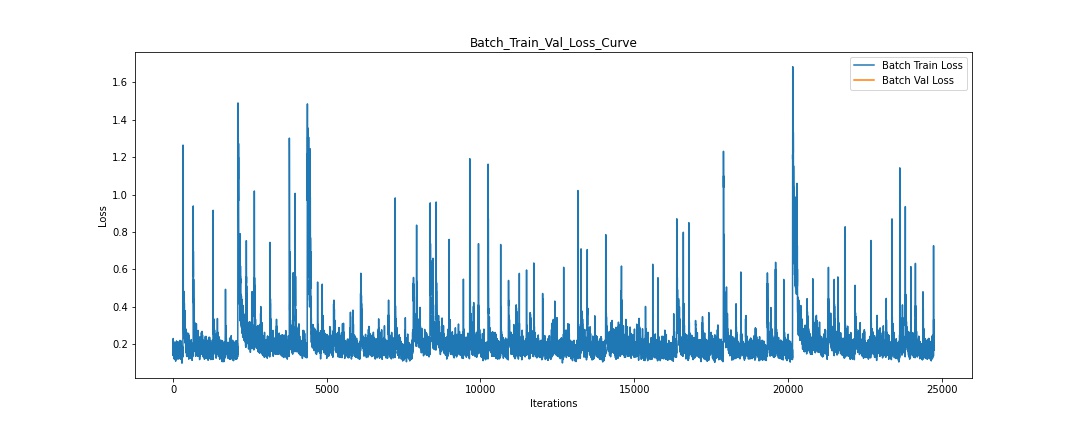 Batch_Train_Val_Loss_Curve
Batch Train Loss
Batch Val Loss
1.6
1.4
1.2
1.0
0.8
0.6
0.4
0.2
Loss
0
5000
10000
15000
20000
25000
Iterations